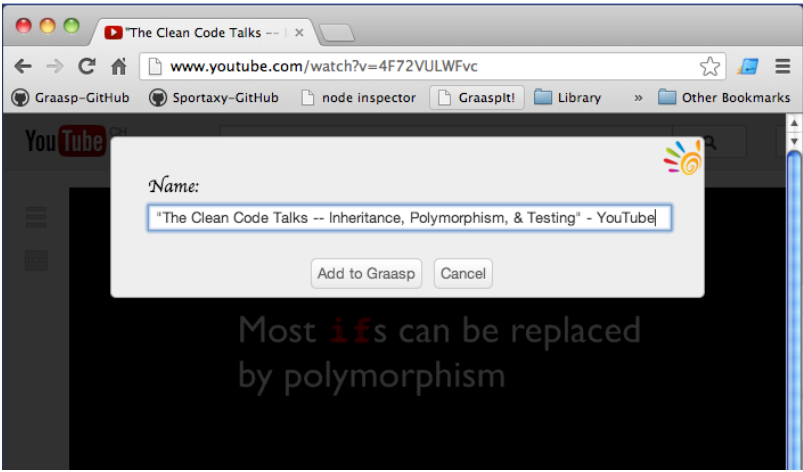 "The Clean Code Talks --
www.youtube.com/watch?v=4F72VULWFvc
Graasp-GitHub Sportaxy-GitHub node inspector GraaspIt! Library » Other Bookmarks
YouTube CH
Name:
"The Clean Code Talks -- Inheritance, Polymorphism, & Testing" - YouTube
Add to Graasp Cancel
Most ifs can be replaced
by polymorphism